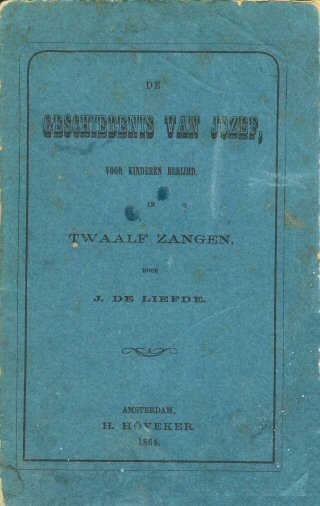 DE
GESCHIEDENIS VAN JOZEF,
VOOR KINDEREN BERIJMD.
IN
TWAALF ZANGEN,
DOOR
J. DE LIEFDE.
AMSTERDAM,
H. HÖVEKER.
1864.